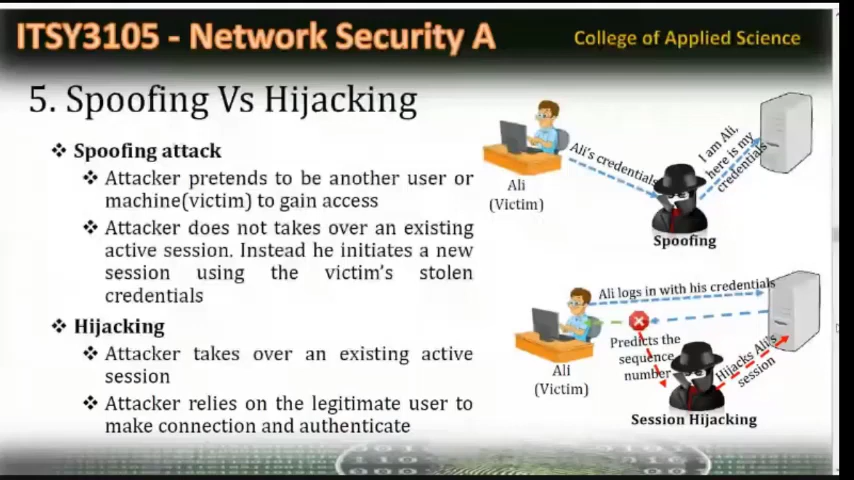 ITSY3105 - Network Security A
College of Applied Science
5. Spoofing Vs Hijacking
❖ Spoofing attack
❖ Attacker pretends to be another user or
machine(victim) to gain access
❖ Attacker does not takes over an existing
active session. Instead he initiates a new
session using the victim's stolen
credentials
❖ Hijacking
❖ Attacker takes over an existing active
session
❖ Attacker relies on the legitimate user to
make connection and authenticate
Ali's credentials
I am Ali,
here is my
credentials
Ali
(Victim)
Spoofing
Ali logs in with his credentials
Predicts the
sequence
number
Hijacks Ali's
session
Ali
(Victim)
Session Hijacking